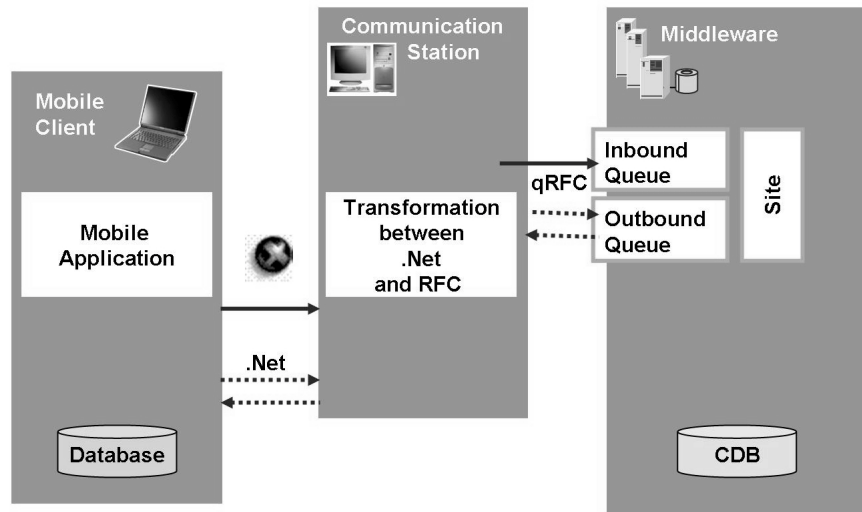 Communication
Station
Middleware
Mobile
Client
Inbound
Queue
qRFC
Site
Mobile
Application
Transformation
between
.Net
and RFC
Outbound
Queue
.Net
Database
CDB